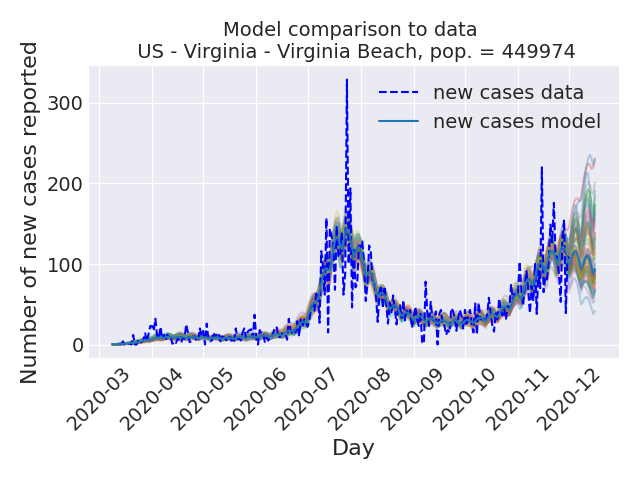 Model comparison to data
US - Virginia - Virginia Beach, pop. = 449974
Number of new cases reported
300
200
100
0
new cases data
new cases model
2020-03
2020-04
2020-05
2020-06
2020-07
2020-08
2020-09
2020-10
2020-11
2020-12
Day